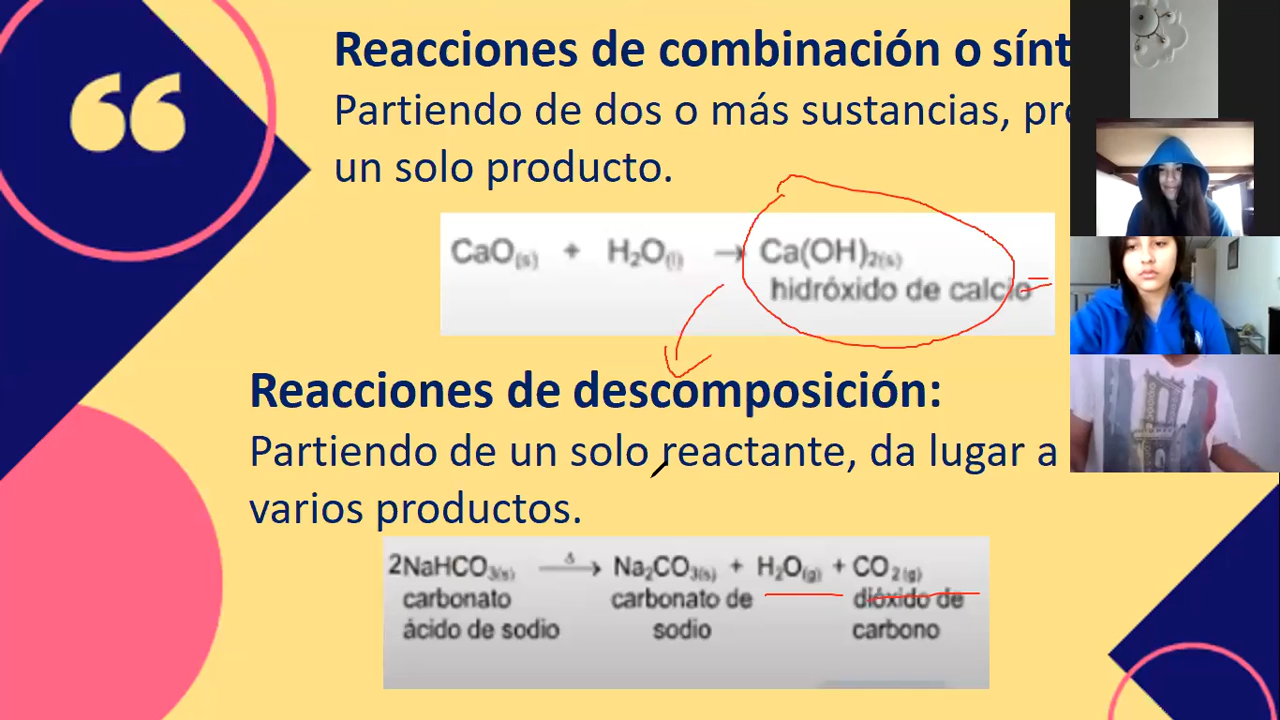 Reacciones de combinación o sínt
Partiendo de dos o más sustancias, pro
un solo producto.
CaO(s) + H₂O(l) → Ca(OH)₂(s)
hidróxido de calcio
Reacciones de descomposición:
Partiendo de un solo reactante, da lugar a
varios productos.
2NaHCO₃(s) —Δ→ Na₂CO₃(s) + H₂O(g) + CO₂(g)
carbonato carbonato de dióxido de
ácido de sodio sodio carbono